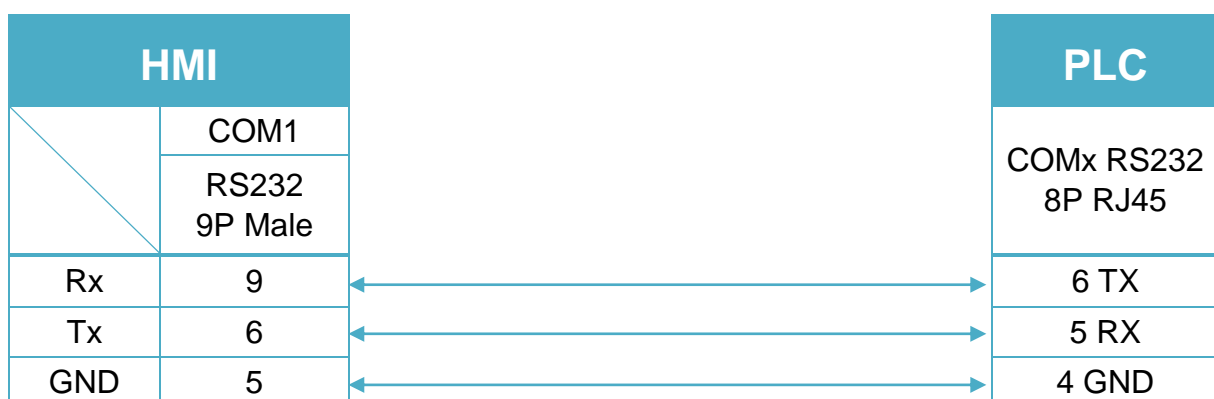 HMI
PLC
COM1
RS232
9P Male
COMx RS232
8P RJ45
Rx 9 6 TX
Tx 6 5 RX
GND 5 4 GND